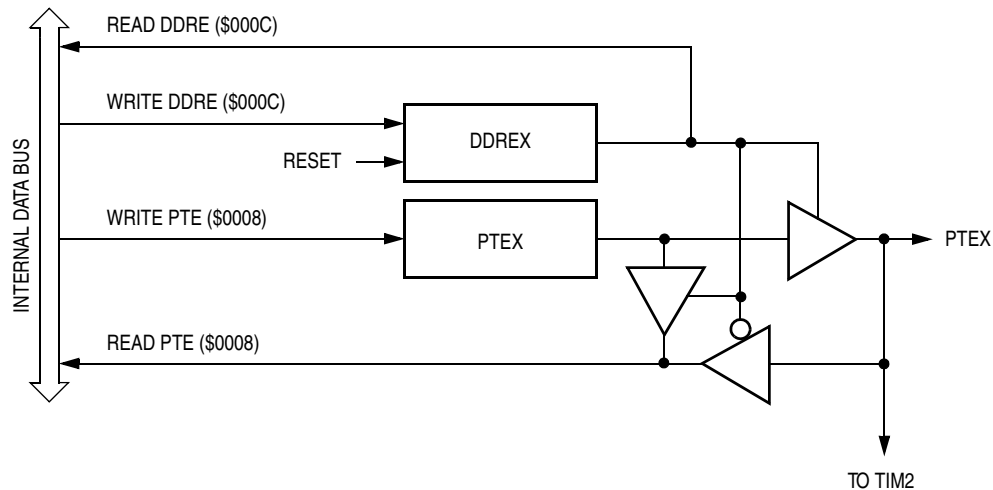 READ DDRE ($000C)
WRITE DDRE ($000C)
DDREX
RESET
INTERNAL DATA BUS
WRITE PTE ($0008)
PTEX
PTEX
READ PTE ($0008)
TO TIM2